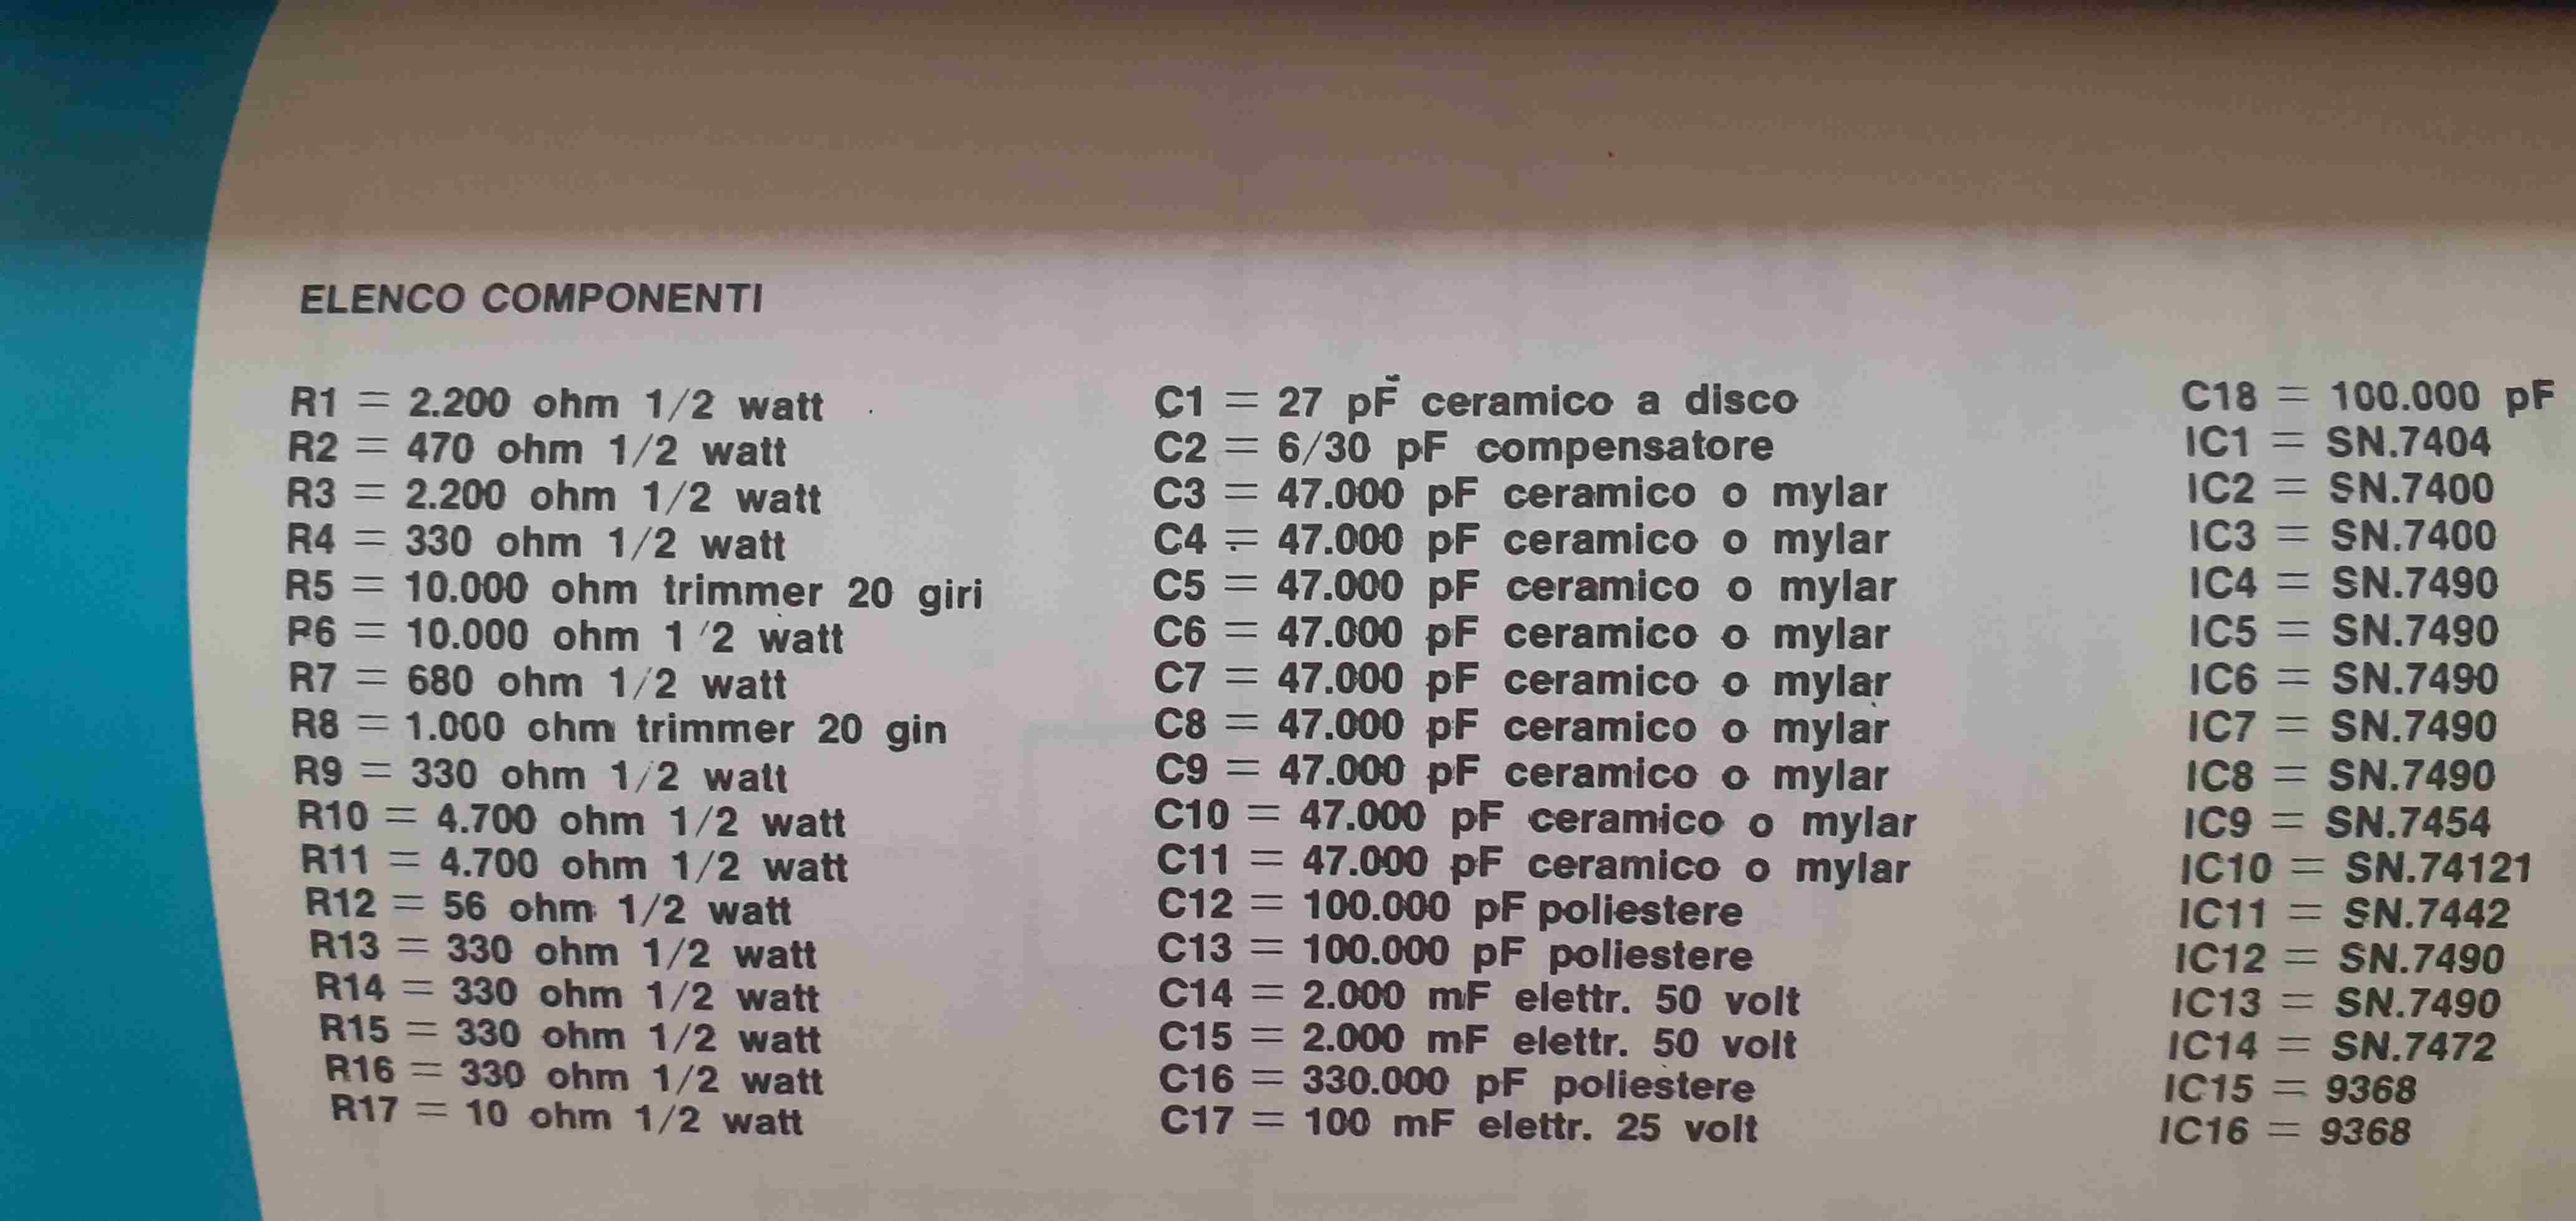 ELENCO COMPONENTI
R1 = 2.200 ohm 1/2 watt
R2 = 470 ohm 1/2 watt
R3 = 2.200 ohm 1/2 watt
R4 = 330 ohm 1/2 watt
R5 = 10.000 ohm trimmer 20 giri
R6 = 10.000 ohm 1/2 watt
R7 = 680 ohm 1/2 watt
R8 = 1.000 ohm trimmer 20 giri
R9 = 330 ohm 1/2 watt
R10 = 4.700 ohm 1/2 watt
R11 = 4.700 ohm 1/2 watt
R12 = 56 ohm 1/2 watt
R13 = 330 ohm 1/2 watt
R14 = 330 ohm 1/2 watt
R15 = 330 ohm 1/2 watt
R16 = 330 ohm 1/2 watt
R17 = 10 ohm 1/2 watt
C1 = 27 pF ceramico a disco
C2 = 6/30 pF compensatore
C3 = 47.000 pF ceramico o mylar
C4 = 47.000 pF ceramico o mylar
C5 = 47.000 pF ceramico o mylar
C6 = 47.000 pF ceramico o mylar
C7 = 47.000 pF ceramico o mylar
C8 = 47.000 pF ceramico o mylar
C9 = 47.000 pF ceramico o mylar
C10 = 47.000 pF ceramico o mylar
C11 = 47.000 pF ceramico o mylar
C12 = 100.000 pF poliestere
C13 = 100.000 pF poliestere
C14 = 2.000 mF elettr. 50 volt
C15 = 2.000 mF elettr. 50 volt
C16 = 330.000 pF poliestere
C17 = 100 mF elettr. 25 volt
C18 = 100.000 pF
IC1 = SN.7404
IC2 = SN.7400
IC3 = SN.7400
IC4 = SN.7490
IC5 = SN.7490
IC6 = SN.7490
IC7 = SN.7490
IC8 = SN.7490
IC9 = SN.7454
IC10 = SN.74121
IC11 = SN.7442
IC12 = SN.7490
IC13 = SN.7490
IC14 = SN.7472
IC15 = 9368
IC16 = 9368